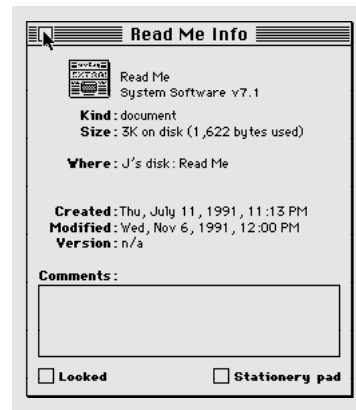 Read Me Info
EXTRA!
Read Me
System Software v7.1
Kind: document
Size: 3K on disk (1,622 bytes used)
Where: J's disk: Read Me
Created: Thu, July 11, 1991, 11:13 PM
Modified: Wed, Nov 6, 1991, 12:00 PM
Version: n/a
Comments:
Locked Stationery pad